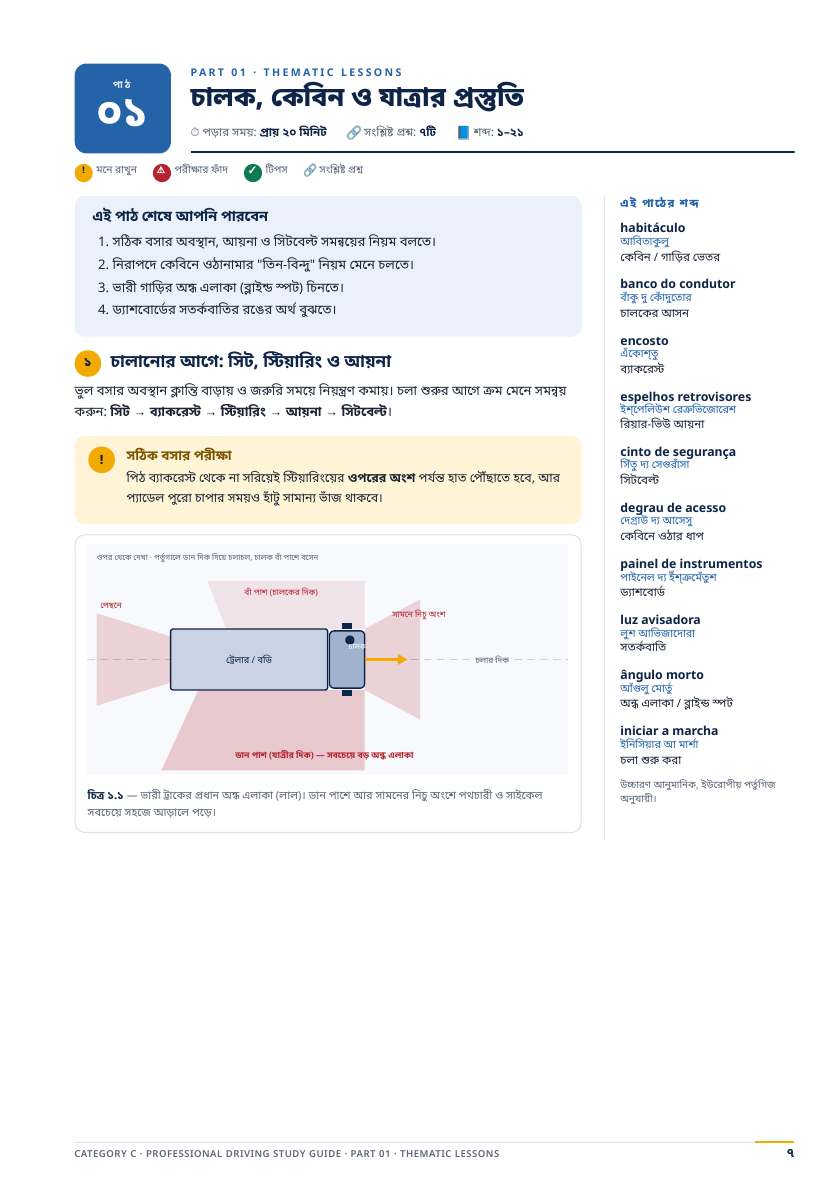 পাঠ
০১
PART 01 · THEMATIC LESSONS
চালক, কেবিন ও যাত্রার প্রস্তুতি
⏱ পড়ার সময়: প্রায় ২০ মিনিট 🔗 সংশ্লিষ্ট প্রশ্ন: ৭টি 📘 শব্দ: ১–২১
! মনে রাখুন ⚠ পরীক্ষার ফাঁদ ✓ টিপস 🔗 সংশ্লিষ্ট প্রশ্ন
এই পাঠ শেষে আপনি পারবেন
1. সঠিক বসার অবস্থান, আয়না ও সিটবেল্ট সমন্বয়ের নিয়ম বলতে।
2. নিরাপদে কেবিনে ওঠানামার "তিন-বিন্দু" নিয়ম মেনে চলতে।
3. ভারী গাড়ির অন্ধ এলাকা (ব্লাইন্ড স্পট) চিনতে।
4. ড্যাশবোর্ডের সতর্কবাতির রঙের অর্থ বুঝতে।
১ চালানোর আগে: সিট, স্টিয়ারিং ও আয়না
ভুল বসার অবস্থান ক্লান্তি বাড়ায় ও জরুরি সময়ে নিয়ন্ত্রণ কমায়। চলা শুরুর আগে ক্রম মেনে সমন্বয়
করুন: সিট → ব্যাকরেস্ট → স্টিয়ারিং → আয়না → সিটবেল্ট।
! সঠিক বসার পরীক্ষা
পিঠ ব্যাকরেস্ট থেকে না সরিয়েই স্টিয়ারিংয়ের ওপরের অংশ পর্যন্ত হাত পৌঁছাতে হবে, আর
প্যাডেল পুরো চাপার সময়ও হাঁটু সামান্য ভাঁজ থাকবে।
ওপর থেকে দেখা · পর্তুগালে ডান দিক দিয়ে চলাচল, চালক বাঁ পাশে বসেন
বাঁ পাশ (চালকের দিক)
পেছনে
সামনে নিচু অংশ
চালক
ট্রেলার / বডি
চলার দিক
ডান পাশ (যাত্রীর দিক) — সবচেয়ে বড় অন্ধ এলাকা
চিত্র ১.১ — ভারী ট্রাকের প্রধান অন্ধ এলাকা (লাল)। ডান পাশে আর সামনের নিচু অংশে পথচারী ও সাইকেল
সবচেয়ে সহজে আড়ালে পড়ে।
এই পাঠের শব্দ
habitáculo
আবিতাকুলু
কেবিন / গাড়ির ভেতর
banco do condutor
বাঁকু দু কোঁদুতোর
চালকের আসন
encosto
এঁকোশ্তু
ব্যাকরেস্ট
espelhos retrovisores
ইশ্পেলিউশ রেত্রুভিজোরেশ
রিয়ার-ভিউ আয়না
cinto de segurança
সিঁতু দ্য সেগুরাঁসা
সিটবেল্ট
degrau de acesso
দেগ্রাউ দ্য আসেসু
কেবিনে ওঠার ধাপ
painel de instrumentos
পাইনেল দ্য ইঁশ্ত্রুমেঁতুশ
ড্যাশবোর্ড
luz avisadora
লুশ আভিজাদোরা
সতর্কবাতি
ângulo morto
আঁগুলু মোর্তু
অন্ধ এলাকা / ব্লাইন্ড স্পট
iniciar a marcha
ইনিসিয়ার আ মার্শা
চলা শুরু করা
উচ্চারণ আনুমানিক, ইউরোপীয় পর্তুগিজ
অনুযায়ী।
CATEGORY C · PROFESSIONAL DRIVING STUDY GUIDE · PART 01 · THEMATIC LESSONS
৭